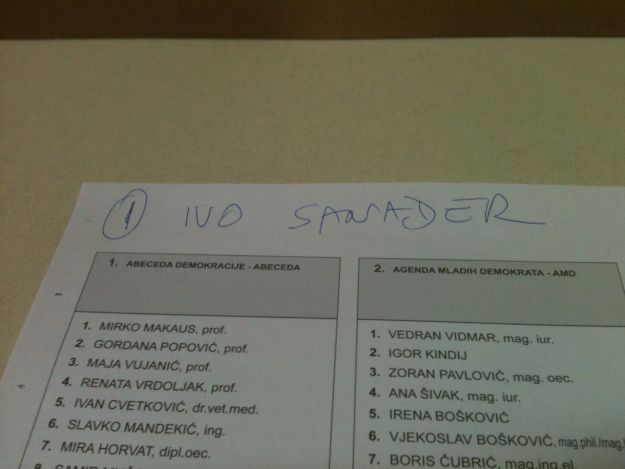 1 IVO SANADER
1. ABECEDA DEMOKRACIJE - ABECEDA
1. MIRKO MAKAUS, prof.
2. GORDANA POPOVIĆ, prof.
3. MAJA VUJANIĆ, prof.
4. RENATA VRDOLJAK, prof.
5. IVAN CVETKOVIĆ, dr.vet.med.
6. SLAVKO MANDEKIĆ, ing.
7. MIRA HORVAT, dipl.oec.
2. AGENDA MLADIH DEMOKRATA - AMD
1. VEDRAN VIDMAR, mag. iur.
2. IGOR KINDIJ
3. ZORAN PAVLOVIĆ, mag. oec.
4. ANA ŠIVAK, mag. iur.
5. IRENA BOŠKOVIĆ
6. VJEKOSLAV BOŠKOVIĆ, mag.phil./mag.
7. BORIS ČUBRIĆ, mag.ing.el.